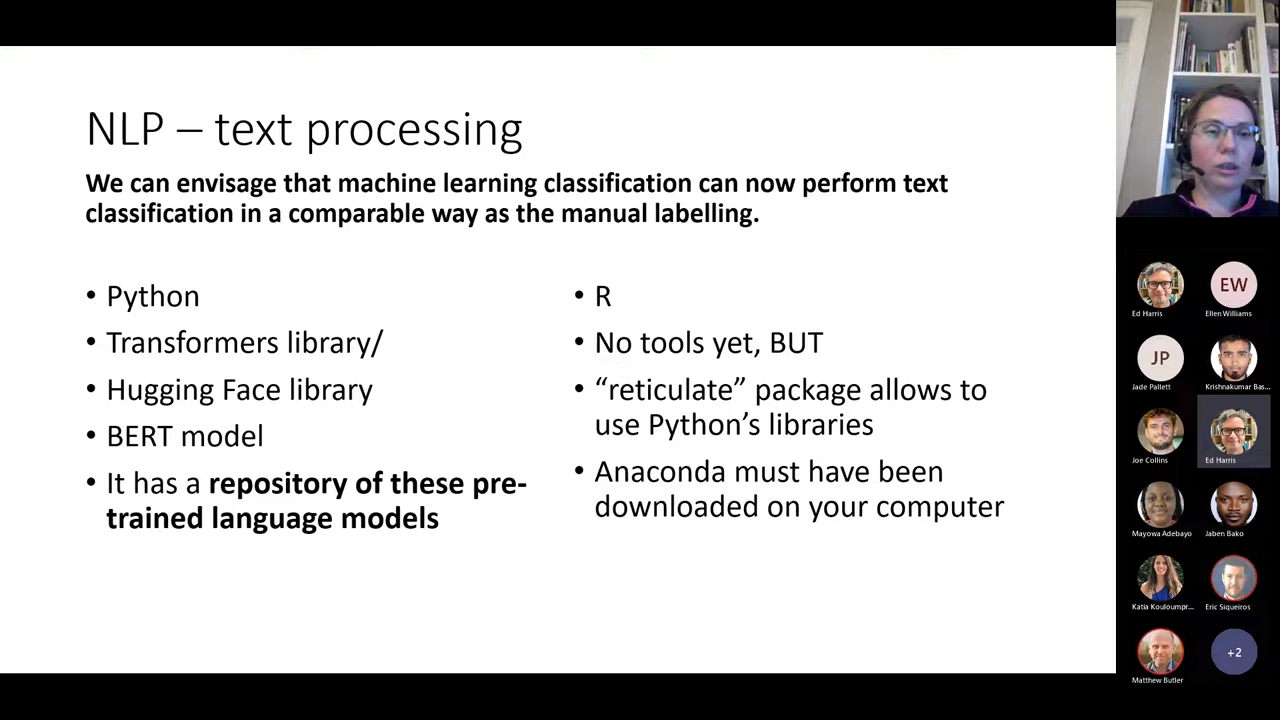 NLP – text processing
We can envisage that machine learning classification can now perform text
classification in a comparable way as the manual labelling.
• Python
• Transformers library/
• Hugging Face library
• BERT model
• It has a repository of these pre-
trained language models
• R
• No tools yet, BUT
• “reticulate” package allows to
use Python’s libraries
• Anaconda must have been
downloaded on your computer
Ed Harris
EW
Ellen Williams
JP
Jade Pallett
Krishnakumar Bas...
Joe Collins
Ed Harris
Mayowa Adebayo
Jaben Bako
Katia Kouloumpr...
Eric Siqueiros
Matthew Butler
+2